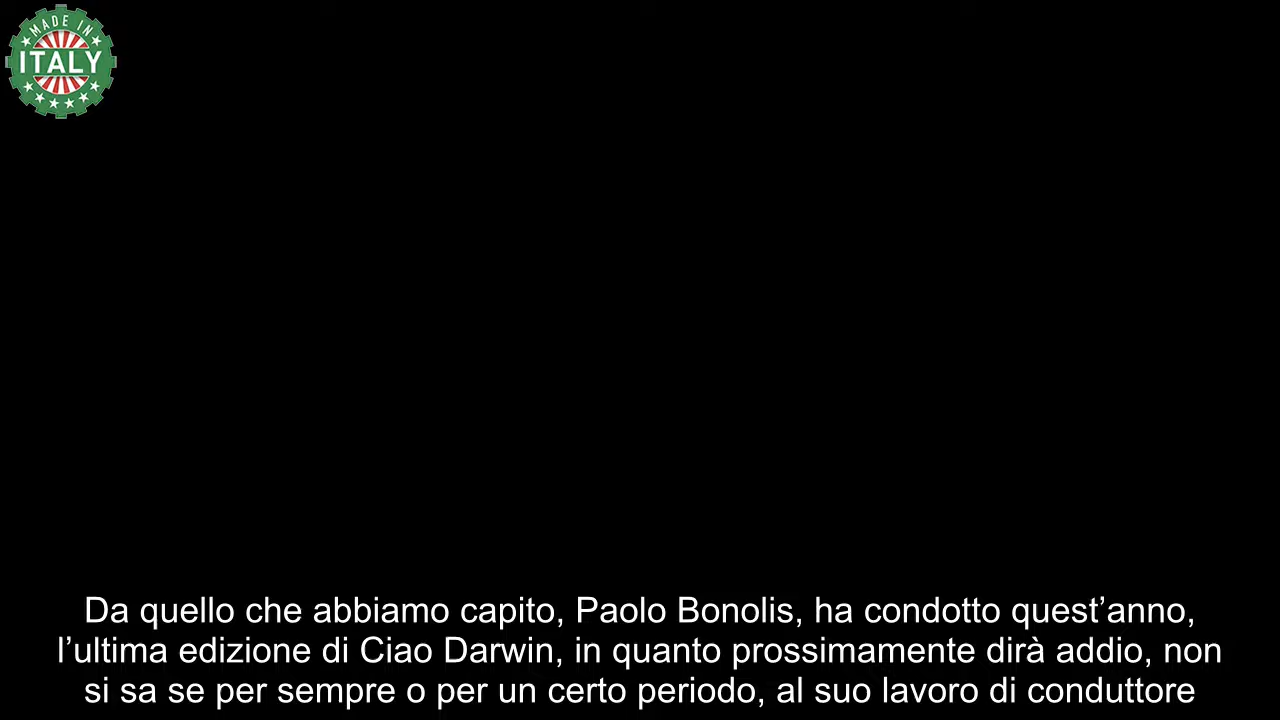 MADE IN
ITALY
Da quello che abbiamo capito, Paolo Bonolis, ha condotto quest’anno,
l’ultima edizione di Ciao Darwin, in quanto prossimamente dirà addio, non
si sa se per sempre o per un certo periodo, al suo lavoro di conduttore